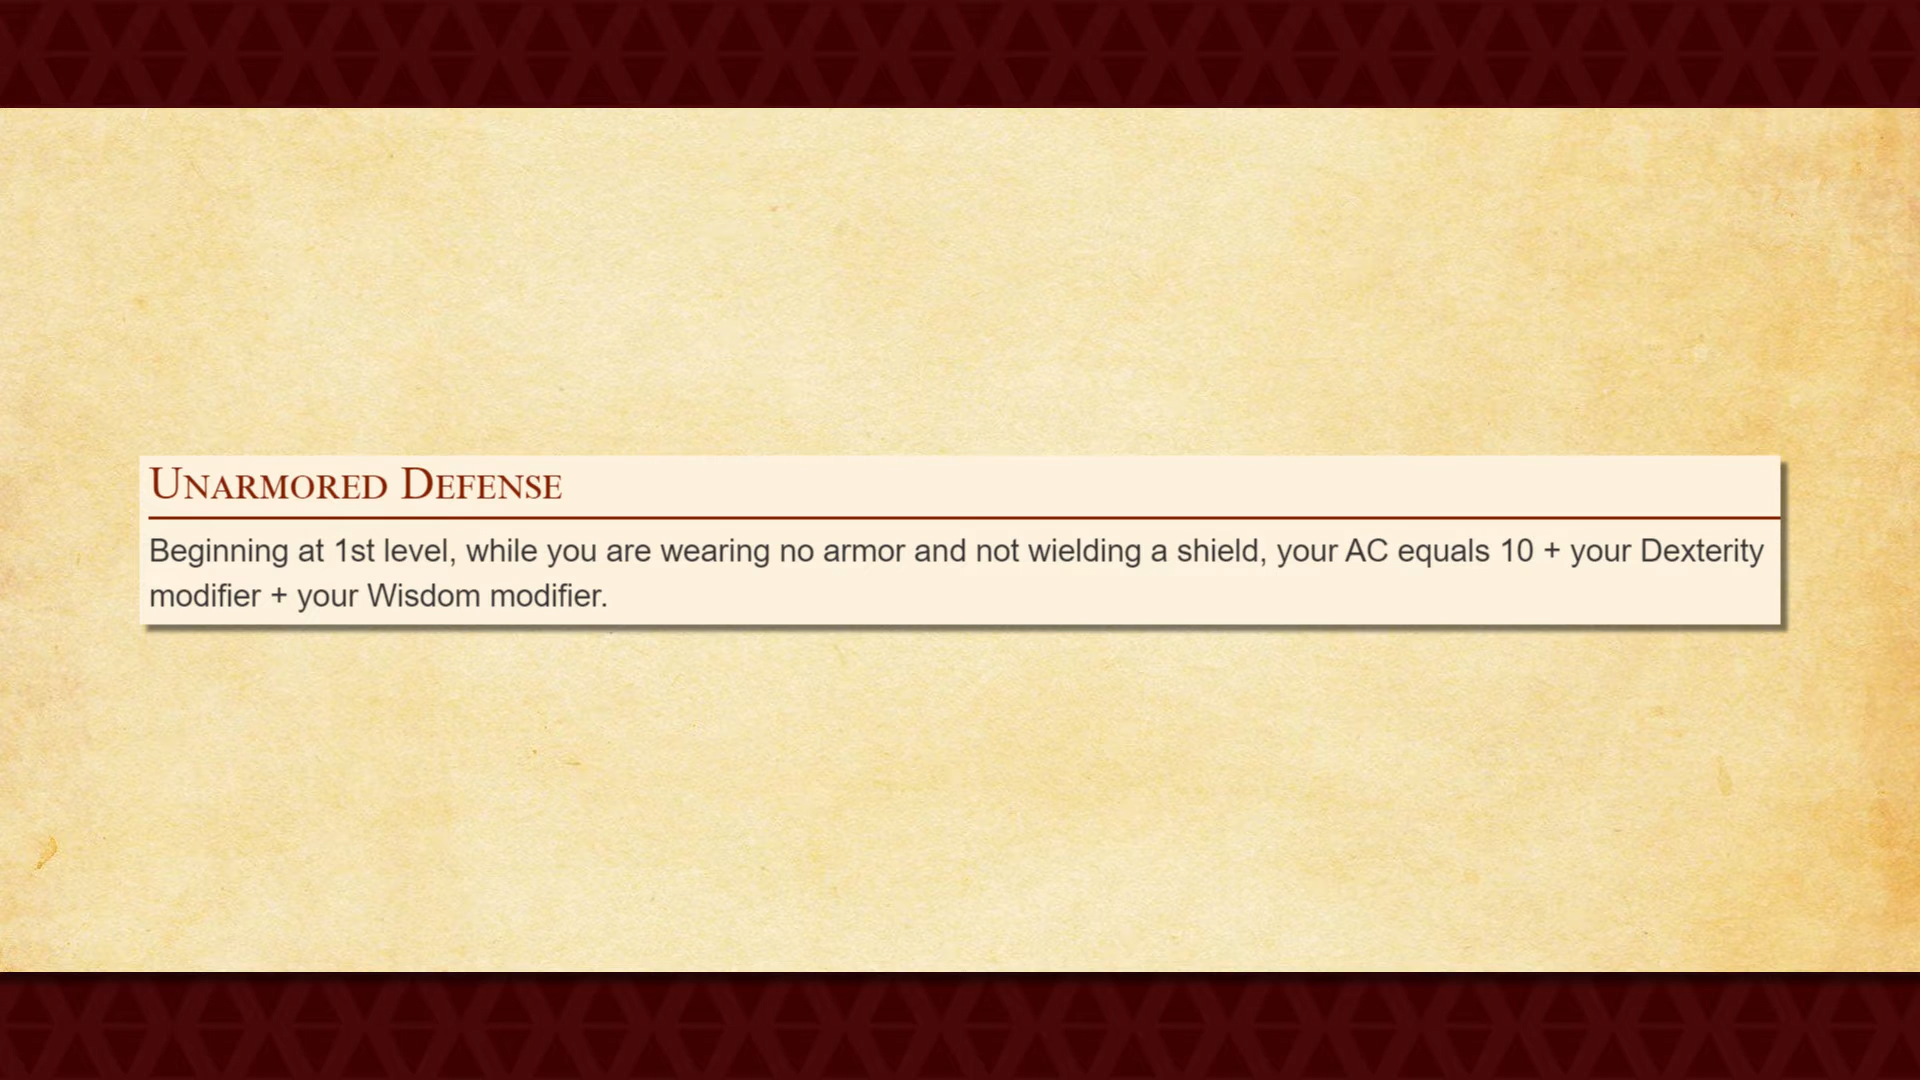 Unarmored Defense
Beginning at 1st level, while you are wearing no armor and not wielding a shield, your AC equals 10 + your Dexterity
modifier + your Wisdom modifier.